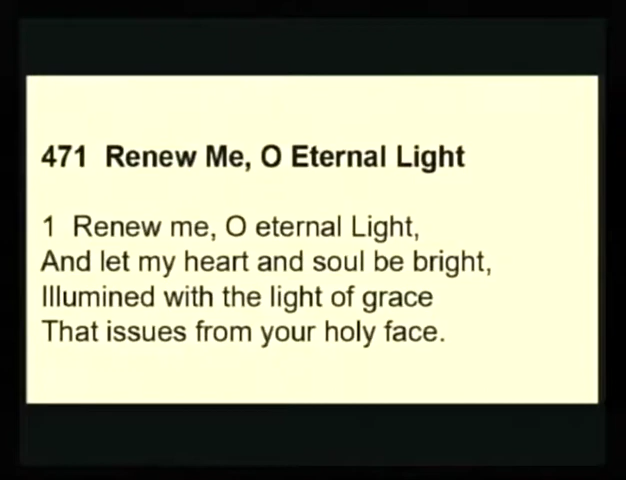 471 Renew Me, O Eternal Light
1 Renew me, O eternal Light,
And let my heart and soul be bright,
Illumined with the light of grace
That issues from your holy face.